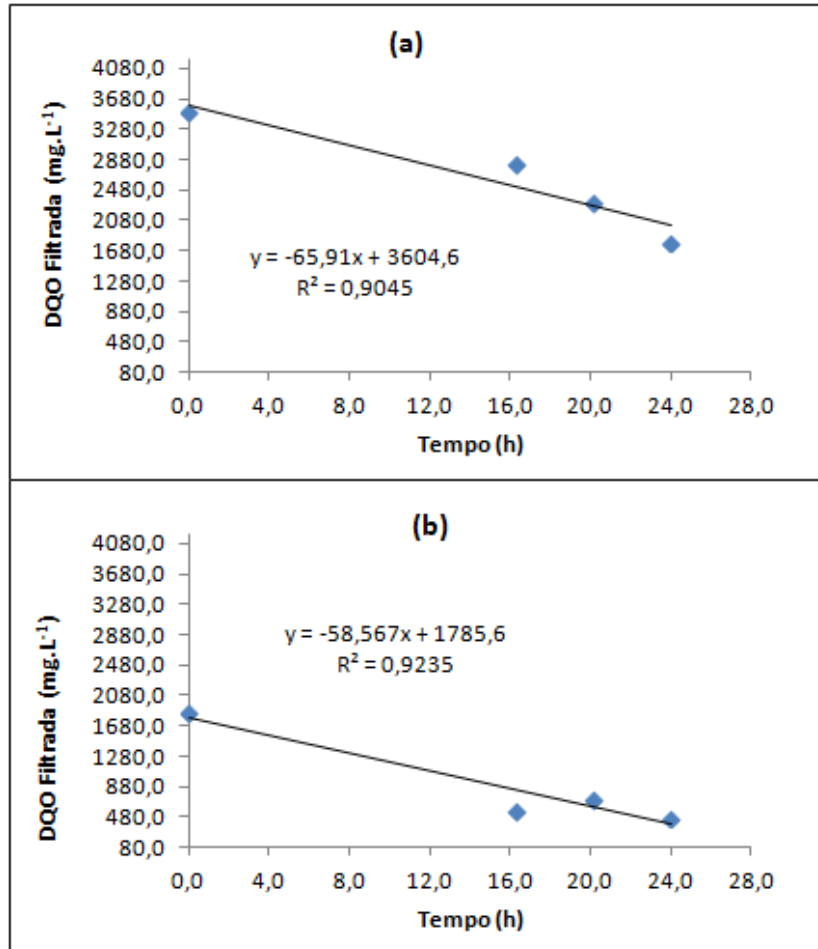 (a)
DQO Filtrada (mg.L⁻¹)
4080,0
3680,0
3280,0
2880,0
2480,0
2080,0
1680,0
1280,0
880,0
480,0
80,0
y = -65,91x + 3604,6
R² = 0,9045
0,0 4,0 8,0 12,0 16,0 20,0 24,0 28,0
Tempo (h)
(b)
DQO Filtrada (mg.L⁻¹)
4080,0
3680,0
3280,0
2880,0
2480,0
2080,0
1680,0
1280,0
880,0
480,0
80,0
y = -58,567x + 1785,6
R² = 0,9235
0,0 4,0 8,0 12,0 16,0 20,0 24,0 28,0
Tempo (h)